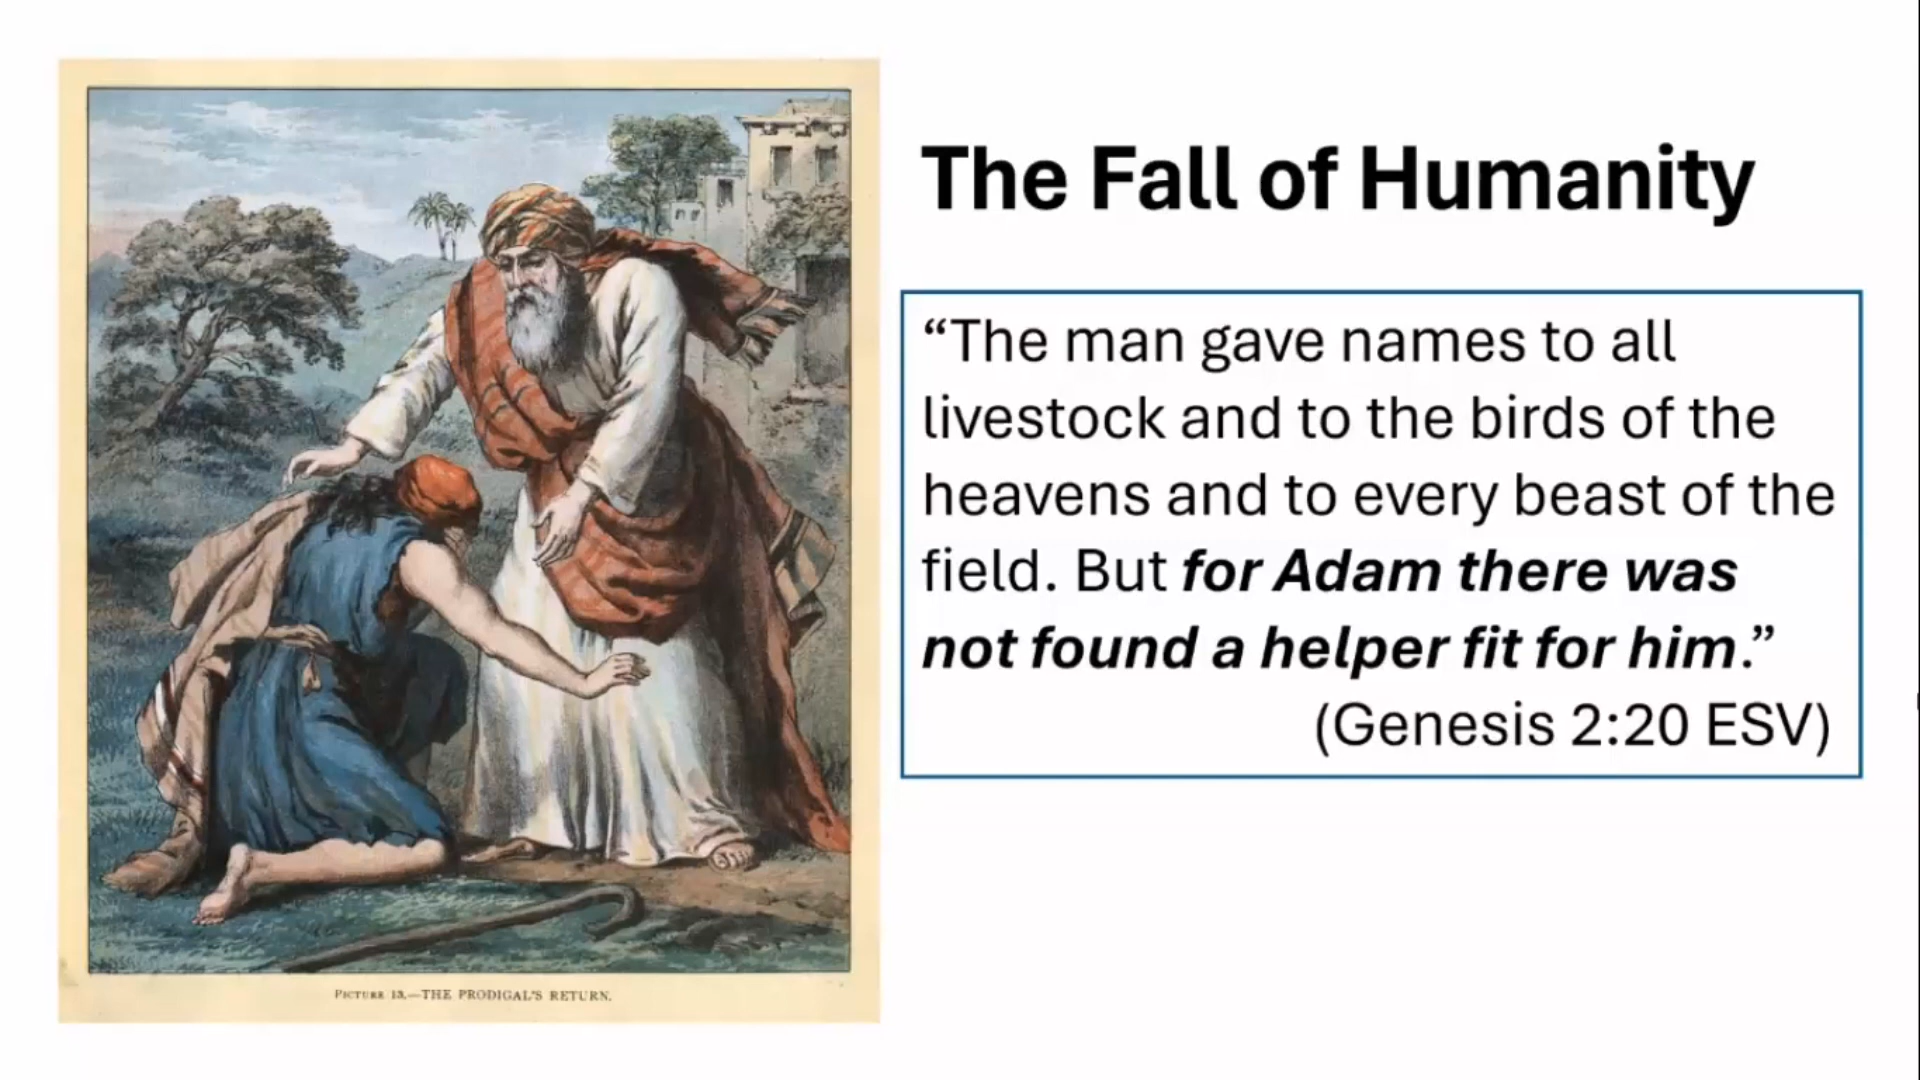 The Fall of Humanity
“The man gave names to all
livestock and to the birds of the
heavens and to every beast of the
field. But for Adam there was
not found a helper fit for him.”
(Genesis 2:20 ESV)
PICTURE 13.—THE PRODIGAL'S RETURN.